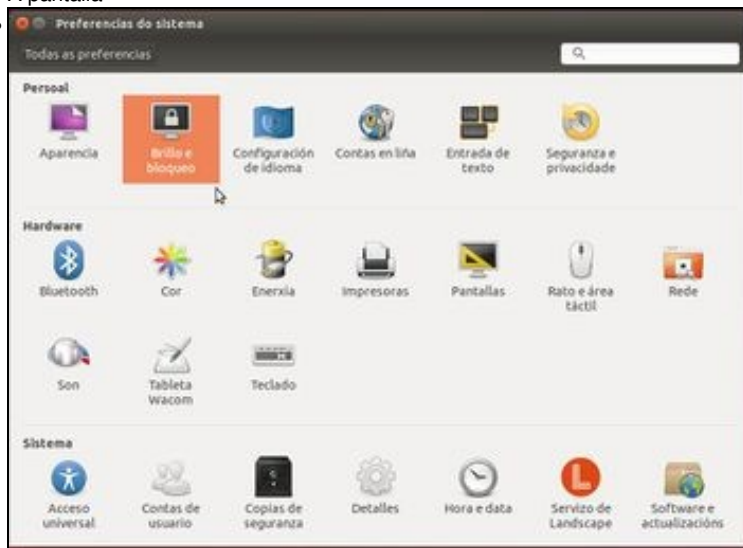 A pantalla
Preferencias do sistema
Todas as preferencias
Persoal
Aparencia
Brillo e
bloqueo
Configuración
de idioma
Contas en liña
Entrada de
texto
Seguranza e
privacidade
Hardware
Bluetooth
Cor
Enerxía
Impresoras
Pantallas
Rato e área
táctil
Rede
Son
Tableta
Wacom
Teclado
Sistema
Acceso
universal
Contas de
usuario
Copias de
seguranza
Detalles
Hora e data
Servizo de
Landscape
Software e
actualizacións